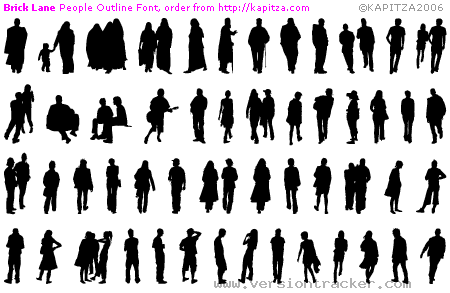 Brick Lane People Outline Font, order from http://kapitza.com
©KAPITZA2006
www.versiontracker.com